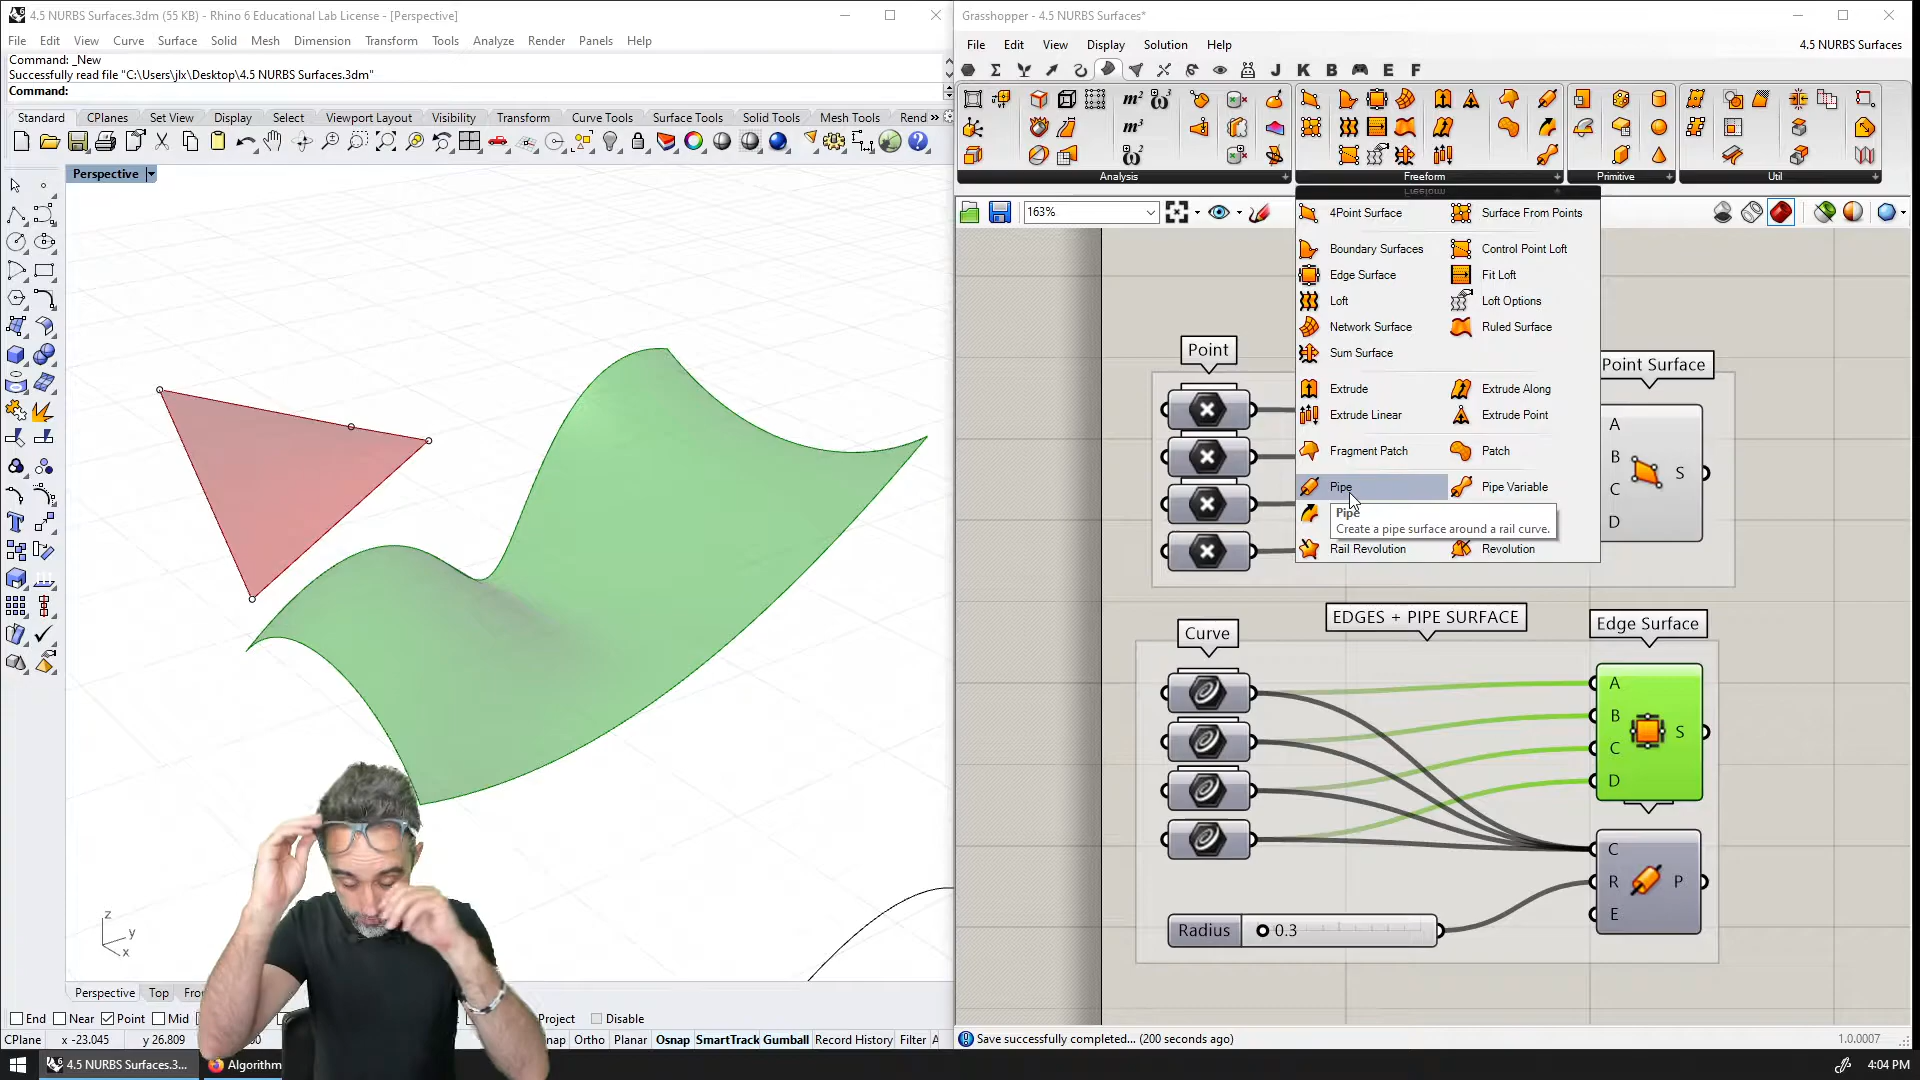 4.5 NURBS Surfaces.3dm (55 KB) - Rhino 6 Educational Lab License - [Perspective]
File Edit View Curve Surface Solid Mesh Dimension Transform Tools Analyze Render Panels Help
Command: _New
Successfully read file "C:\Users\jlx\Desktop\4.5 NURBS Surfaces.3dm"
Command:
Standard CPlanes Set View Display Select Viewport Layout Visibility Transform Curve Tools Surface Tools Solid Tools Mesh Tools Rend »
Perspective
z
y
x
Perspective Top
End Near Point Mid Project Disable
CPlane x -23.045 y 26.809 Ortho Planar Osnap SmartTrack Gumball Record History Filter A
4.5 NURBS Surfaces.3... Algorithm
Grasshopper - 4.5 NURBS Surfaces*
File Edit View Display Solution Help 4.5 NURBS Surfaces
J K B E F
m² m³
Analysis Freeform Primitive Util
163%
Freeform
4Point Surface Surface From Points
Boundary Surfaces Control Point Loft
Edge Surface Fit Loft
Loft Loft Options
Network Surface Ruled Surface
Sum Surface
Extrude Extrude Along
Extrude Linear Extrude Point
Fragment Patch Patch
Pipe Pipe Variable
Pipe
Create a pipe surface around a rail curve.
Rail Revolution Revolution
Point
Point Surface
A
B
C
D
S
EDGES + PIPE SURFACE
Curve
Edge Surface
A
B
C
D
S
C
R
E
P
Radius 0.3
Save successfully completed... (200 seconds ago) 1.0.0007
4:04 PM